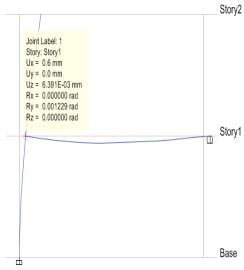 Story2
Joint Label: 1
Story: Story1
Ux = 0.6 mm
Uy = 0.0 mm
Uz = 6.391E-03 mm
Rx = 0.000000 rad
Ry = 0.001229 rad
Rz = 0.000000 rad
Story1
Base